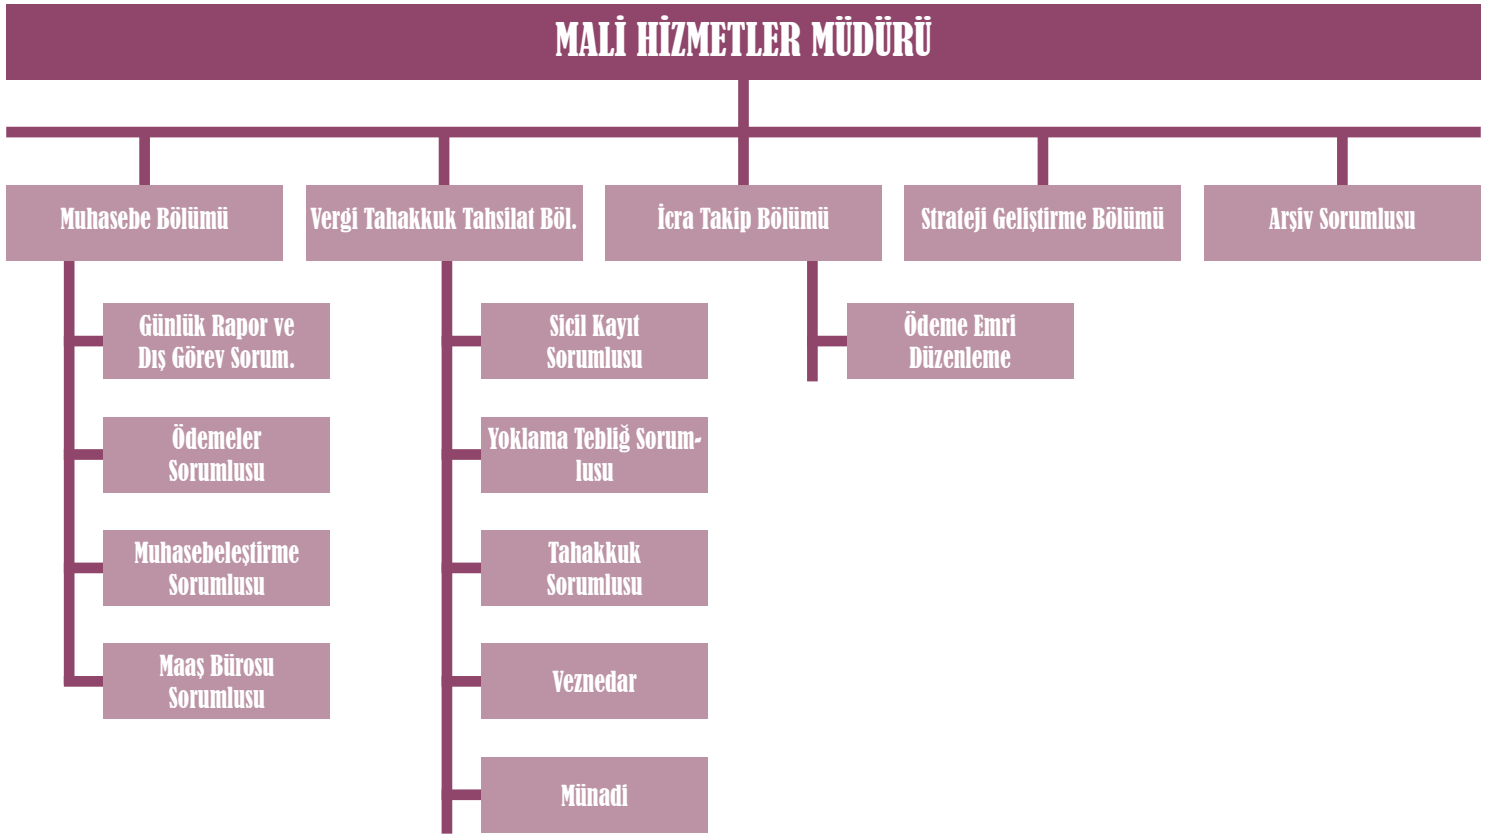 MALİ HİZMETLER MÜDÜRÜ
Muhasebe Bölümü
Vergi Tahakkuk Tahsilat Böl.
İcra Takip Bölümü
Strateji Geliştirme Bölümü
Arşiv Sorumlusu
Günlük Rapor ve
Dış Görev Sorum.
Ödemeler
Sorumlusu
Muhasebeleştirme
Sorumlusu
Maaş Bürosu
Sorumlusu
Sicil Kayıt
Sorumlusu
Yoklama Tebliğ Sorum-
lusu
Tahakkuk
Sorumlusu
Veznedar
Münadi
Ödeme Emri
Düzenleme